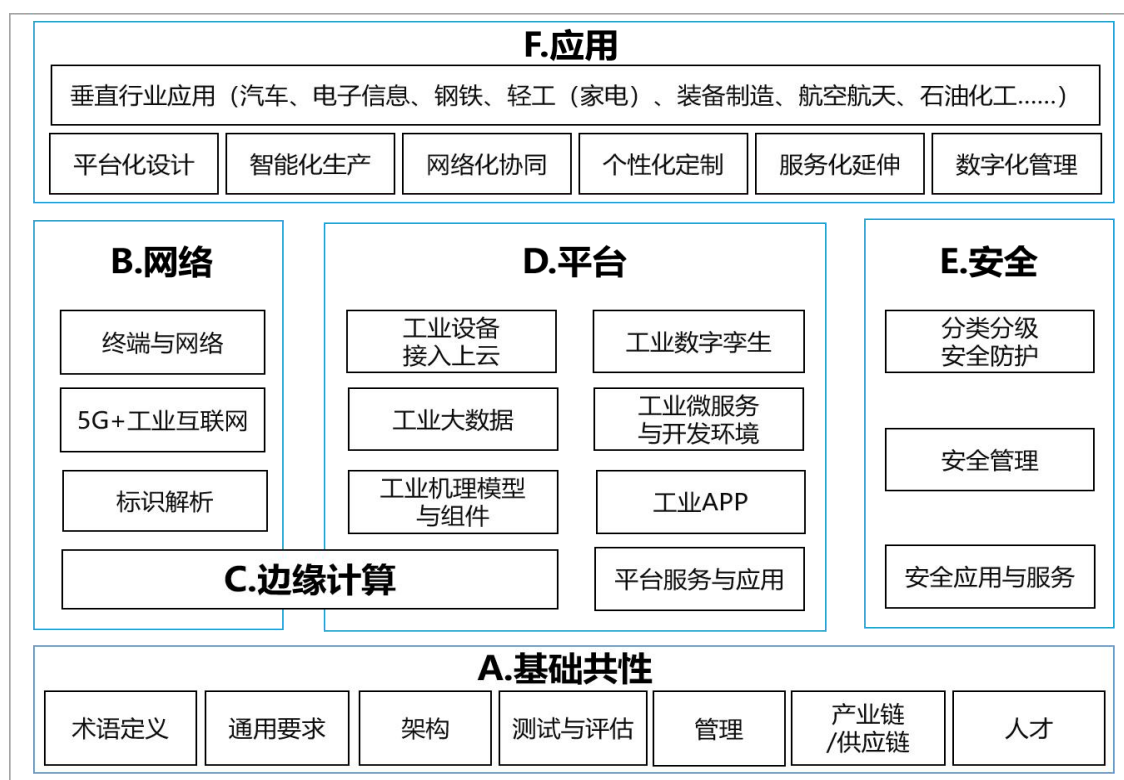 F.应用
垂直行业应用（汽车、电子信息、钢铁、轻工（家电）、装备制造、航空航天、石油化工......）
平台化设计
智能化生产
网络化协同
个性化定制
服务化延伸
数字化管理
B.网络
终端与网络
5G+工业互联网
标识解析
D.平台
工业设备
接入上云
工业数字孪生
工业大数据
工业微服务
与开发环境
工业机理模型
与组件
工业APP
C.边缘计算
平台服务与应用
E.安全
分类分级
安全防护
安全管理
安全应用与服务
A.基础共性
术语定义
通用要求
架构
测试与评估
管理
产业链
/供应链
人才